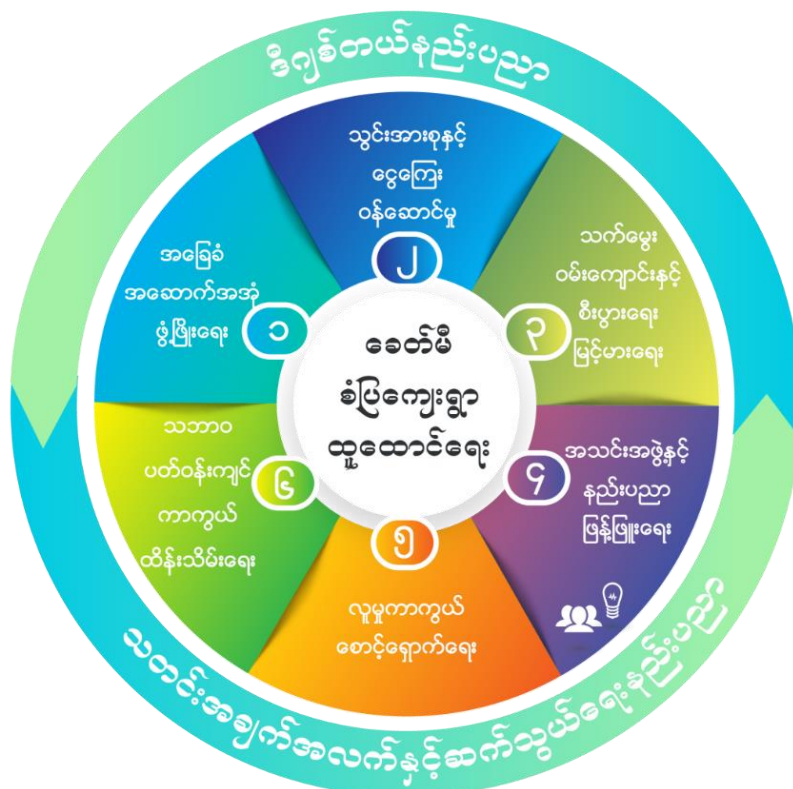 ဒီဂျစ်တယ်နည်းပညာ
သွင်းအားစုနှင့်
ငွေကြေး
ဝန်ဆောင်မှု
၂
သက်မွေး
ဝမ်းကျောင်းနှင့်
စီးပွားရေး
မြင့်မားရေး
၃
အခြေခံ
အဆောက်အအုံ
ဖွံ့ဖြိုးရေး
၁
ခေတ်မီ
စံပြကျေးရွာ
ထူထောင်ရေး
အသင်းအဖွဲ့နှင့်
နည်းပညာ
ဖြန့်ဖြူးရေး
၄
လူမှုကာကွယ်
စောင့်ရှောက်ရေး
၅
သဘာဝ
ပတ်ဝန်းကျင်
ကာကွယ်
ထိန်းသိမ်းရေး
၆
သတင်းအချက်အလက်နှင့်ဆက်သွယ်ရေးနည်းပညာ